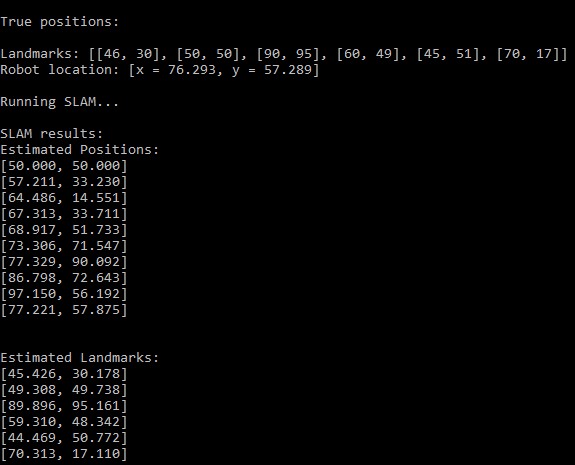 True positions:
Landmarks: [[46, 30], [50, 50], [90, 95], [60, 49], [45, 51], [70, 17]]
Robot location: [x = 76.293, y = 57.289]
Running SLAM...
SLAM results:
Estimated Positions:
[50.000, 50.000]
[57.211, 33.230]
[64.486, 14.551]
[67.313, 33.711]
[68.917, 51.733]
[73.306, 71.547]
[77.329, 90.092]
[86.798, 72.643]
[97.150, 56.192]
[77.221, 57.875]
Estimated Landmarks:
[45.426, 30.178]
[49.308, 49.738]
[89.896, 95.161]
[59.310, 48.342]
[44.469, 50.772]
[70.313, 17.110]